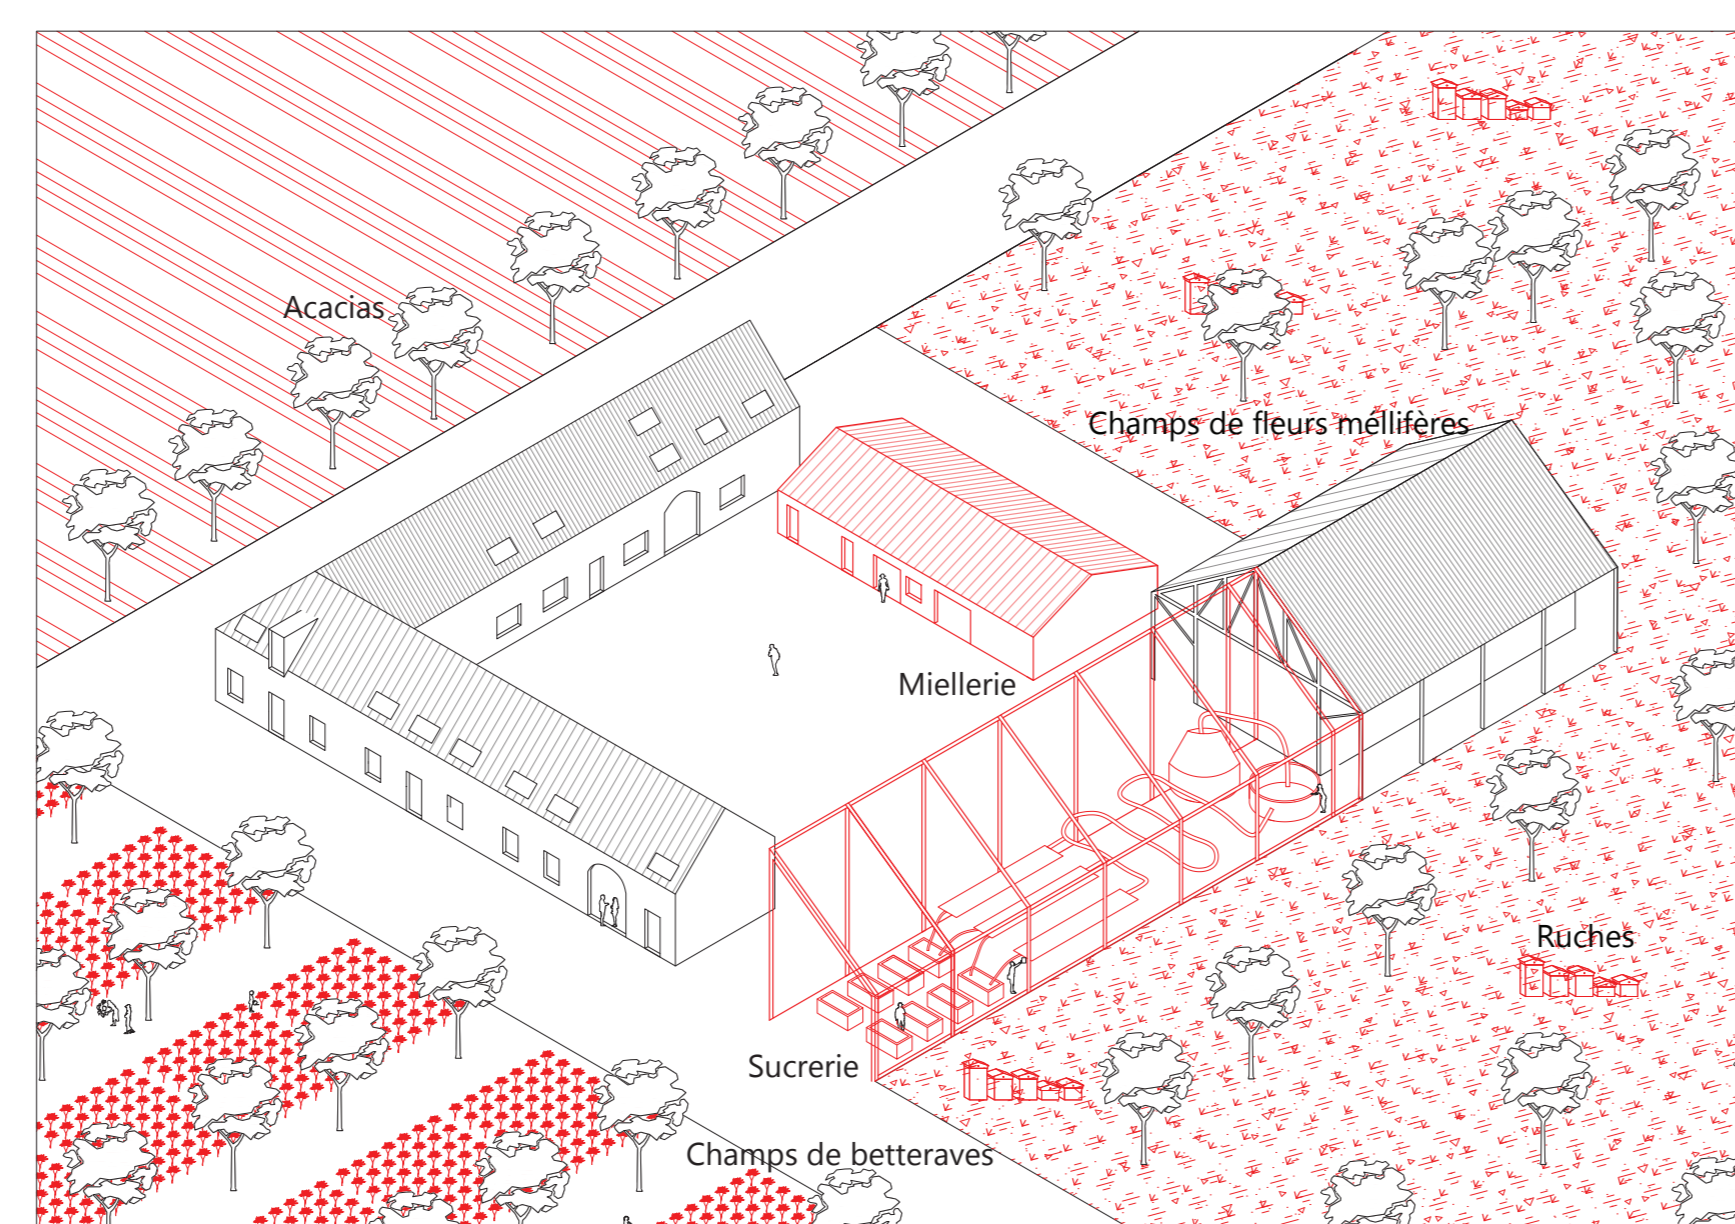 Acacias
Champs de fleurs méllifères
Miellerie
Ruches
Sucrerie
Champs de betteraves